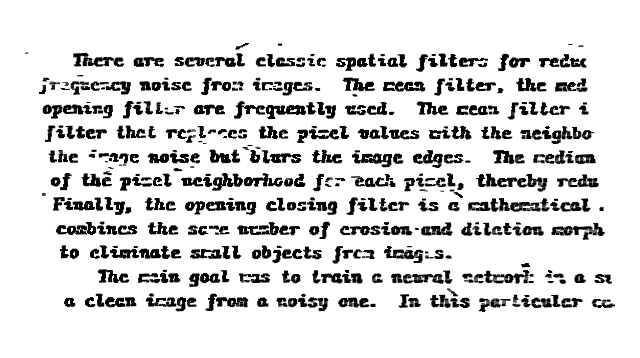 There are several classic spatial filters for reduc
frequency noise from images. The mean filter, the med
opening filter are frequently used. The mean filter i
filter that replaces the pixel values with the neighbo
the image noise but blurs the image edges. The median
of the pixel neighborhood for each pixel, thereby redu
Finally, the opening closing filter is a mathematical
combines the same number of erosion and dilation morph
to eliminate small objects from images.
The main goal was to train a neural network in a
a clean image from a noisy one. In this particular